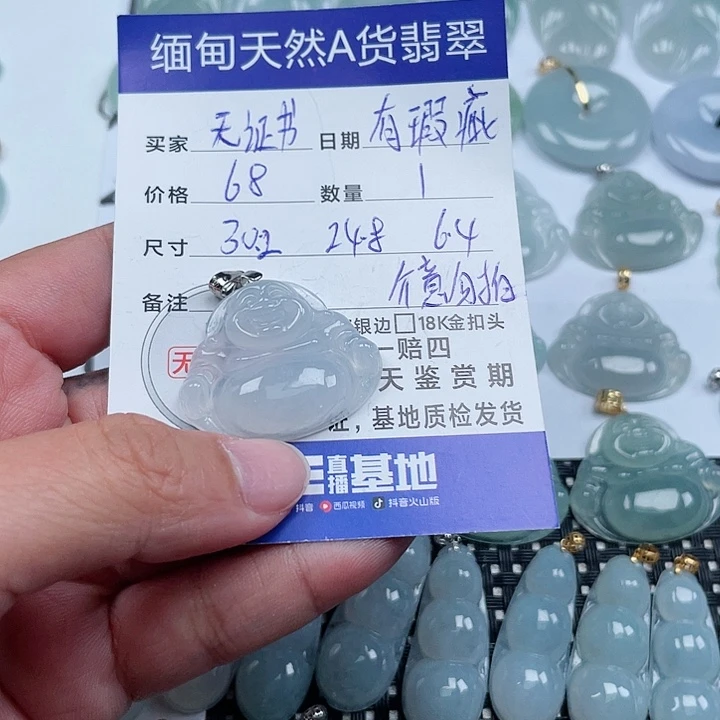 缅甸天然A货翡翠
买家 无证书 日期 有瑕疵
价格 68 数量 1
尺寸 30.2 24.8 6.4
备注 介意勿拍
银边□18K金扣头
无 一赔四
天鉴赏期
证，基地质检发货
直播基地
抖音 西瓜视频 抖音火山版